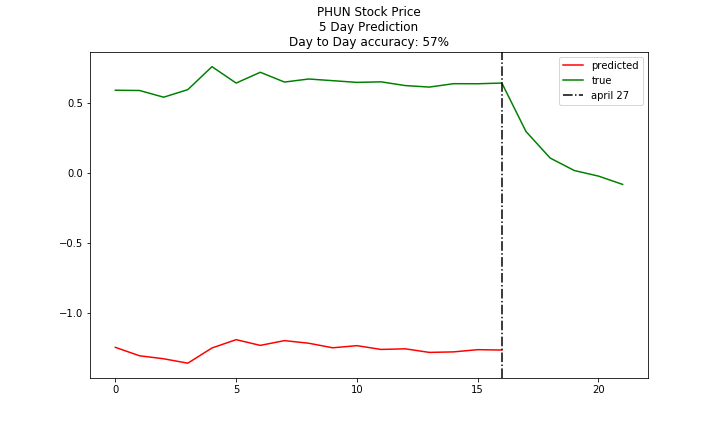 PHUN Stock Price
5 Day Prediction
Day to Day accuracy: 57%
predicted
true
april 27
0.5
0.0
−0.5
−1.0
0 5 10 15 20